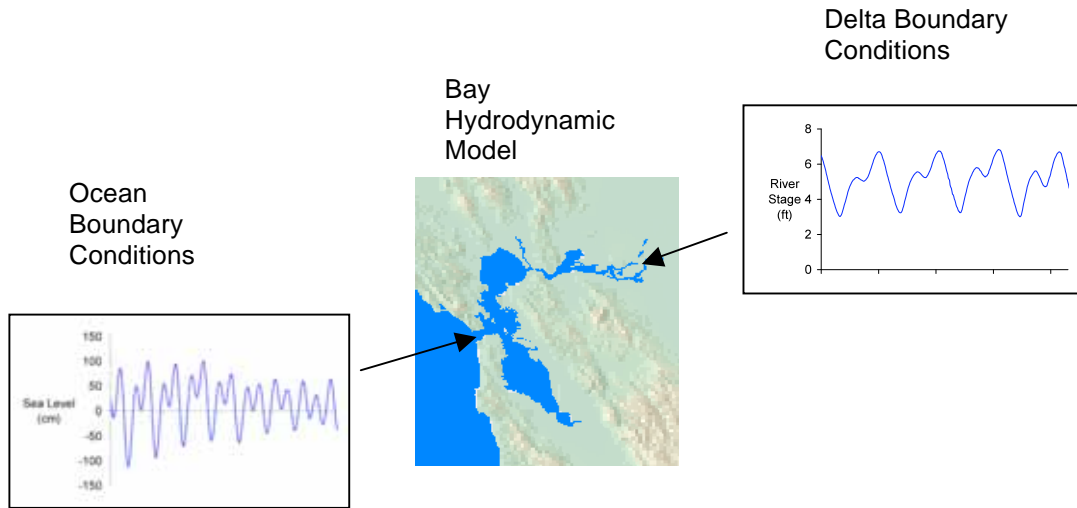 Delta Boundary
Conditions
Bay
Hydrodynamic
Model
Ocean
Boundary
Conditions
8
6
River
Stage
(ft)
4
2
0
150
100
50
Sea Level
(cm)
0
-50
-100
-150